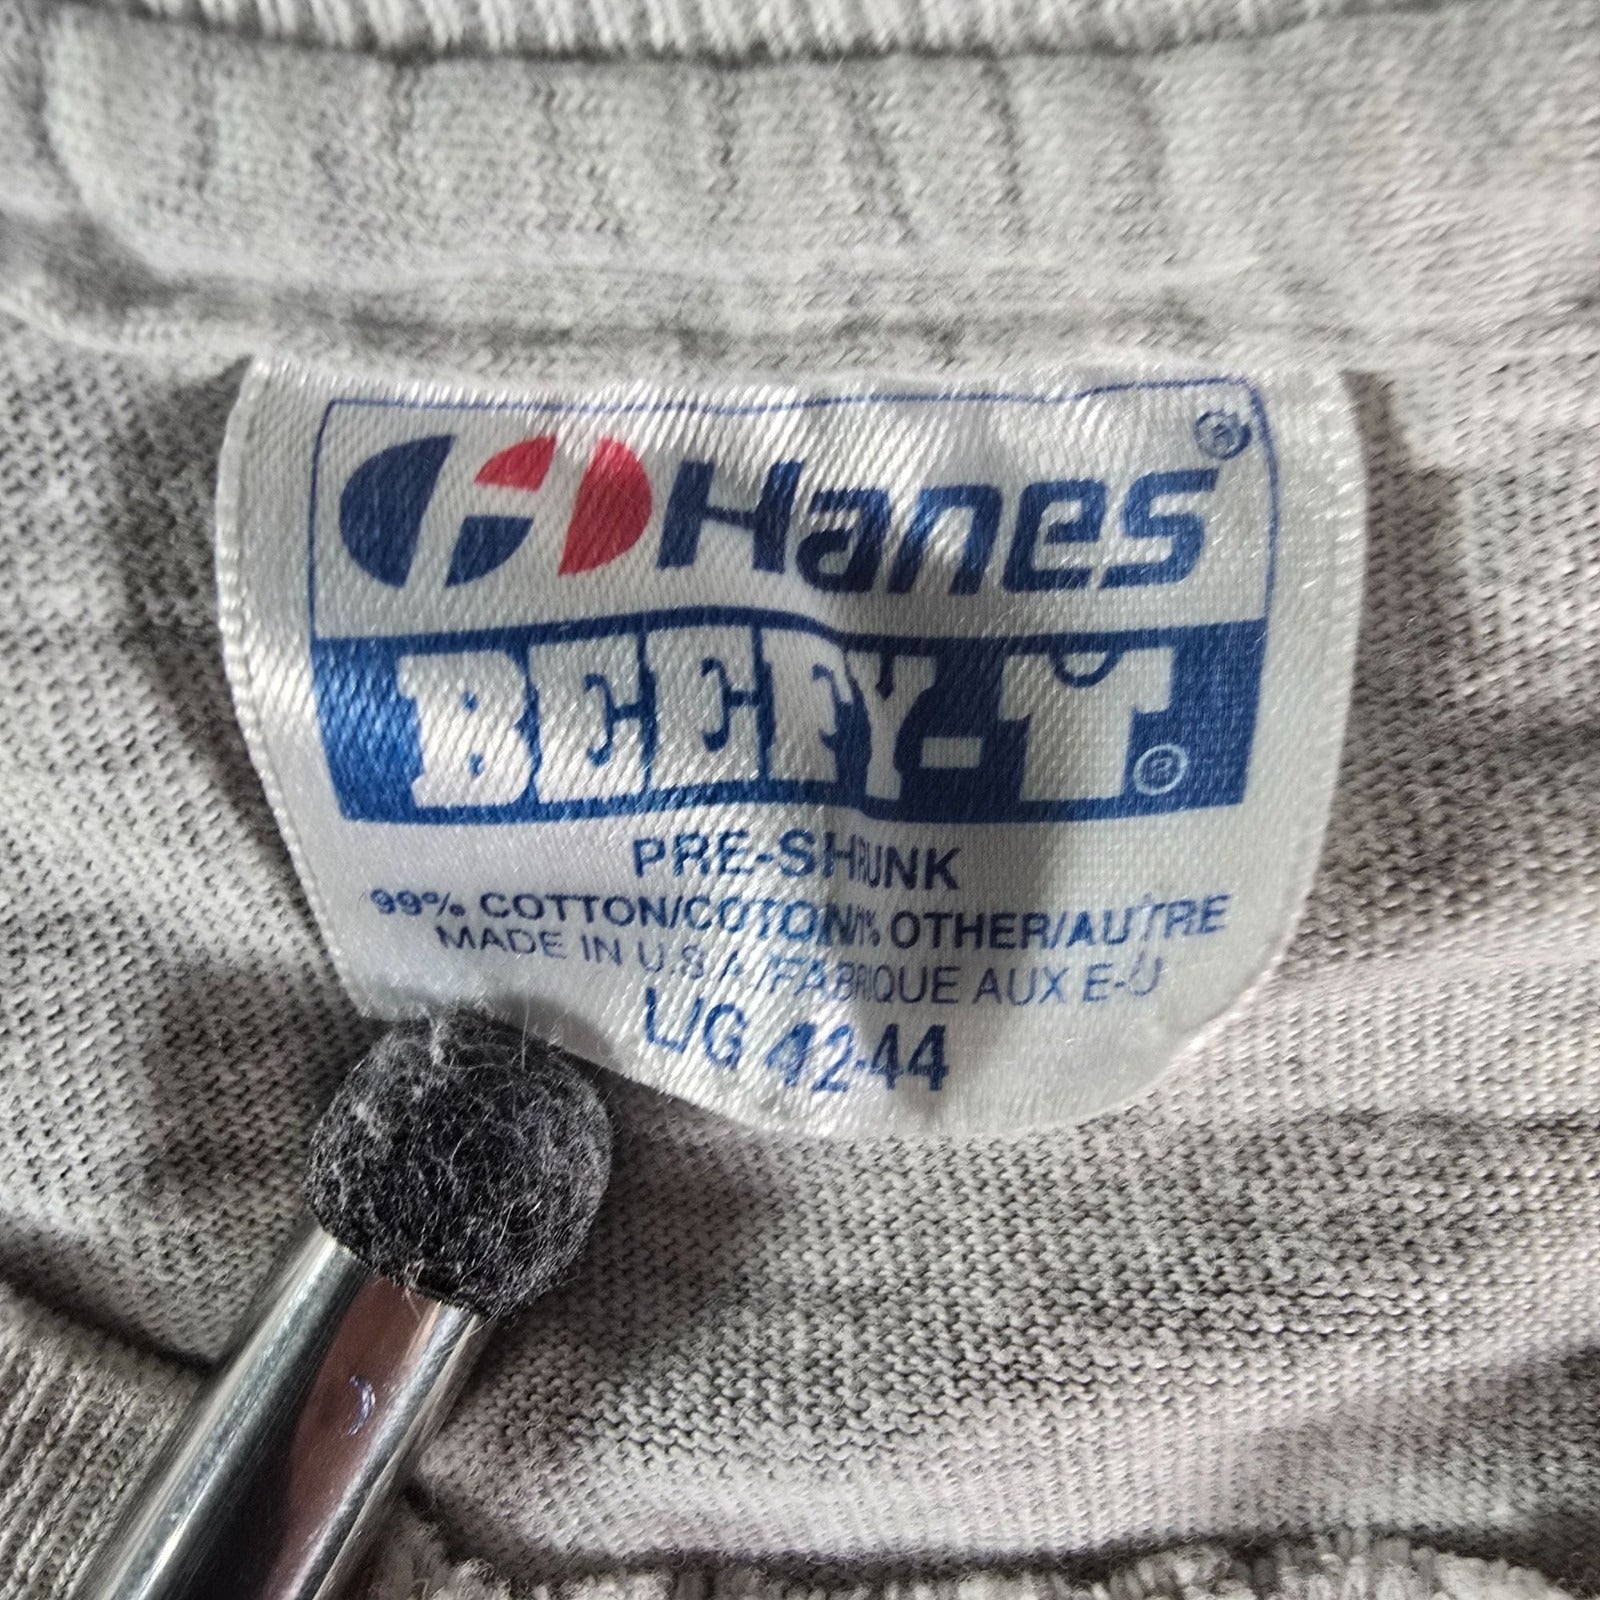 Hanes®
BEEFY-T®
PRE-SHRUNK
99% COTTON/COTON 1% OTHER/AUTRE
MADE IN U.S.A./FABRIQUE AUX E-U
L/G 42-44